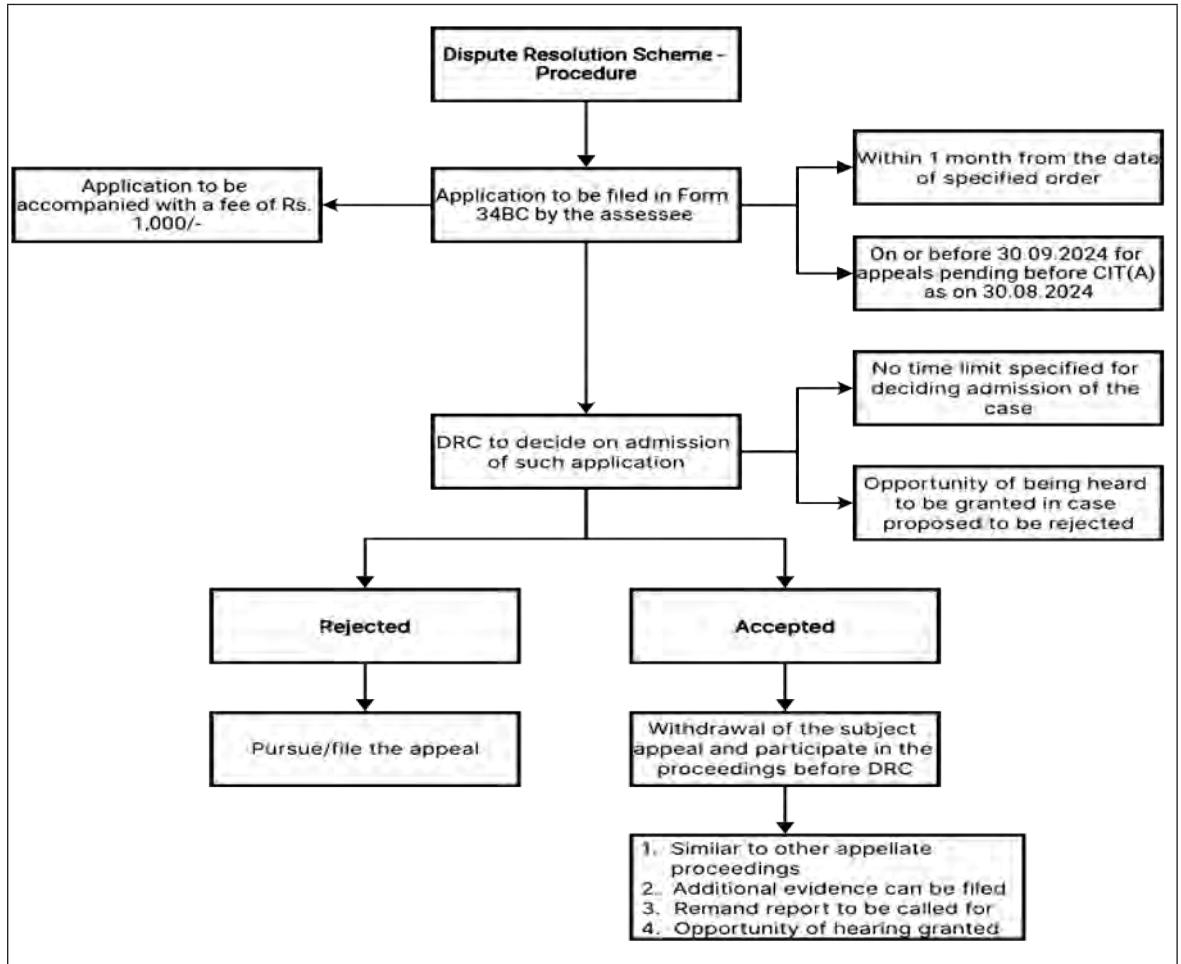 Dispute Resolution Scheme -
Procedure
Application to be
accompanied with a fee of Rs.
1,000/-
Application to be filed in Form
34BC by the assessee
Within 1 month from the date
of specified order
On or before 30.09.2024 for
appeals pending before CIT(A)
as on 30.08.2024
No time limit specified for
deciding admission of the
case
DRC to decide on admission
of such application
Opportunity of being heard
to be granted in case
proposed to be rejected
Rejected
Accepted
Pursue/file the appeal
Withdrawal of the subject
appeal and participate in the
proceedings before DRC
1. Similar to other appellate
proceedings
2. Additional evidence can be filed
3. Remand report to be called for
4. Opportunity of hearing granted